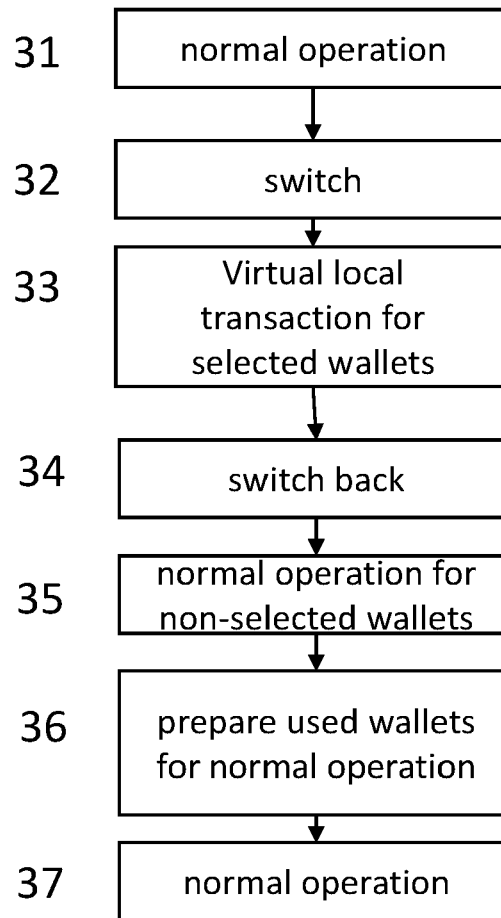 31
normal operation
32
switch
33
Virtual local
transaction for
selected wallets
34
switch back
35
normal operation for
non-selected wallets
36
prepare used wallets
for normal operation
37
normal operation